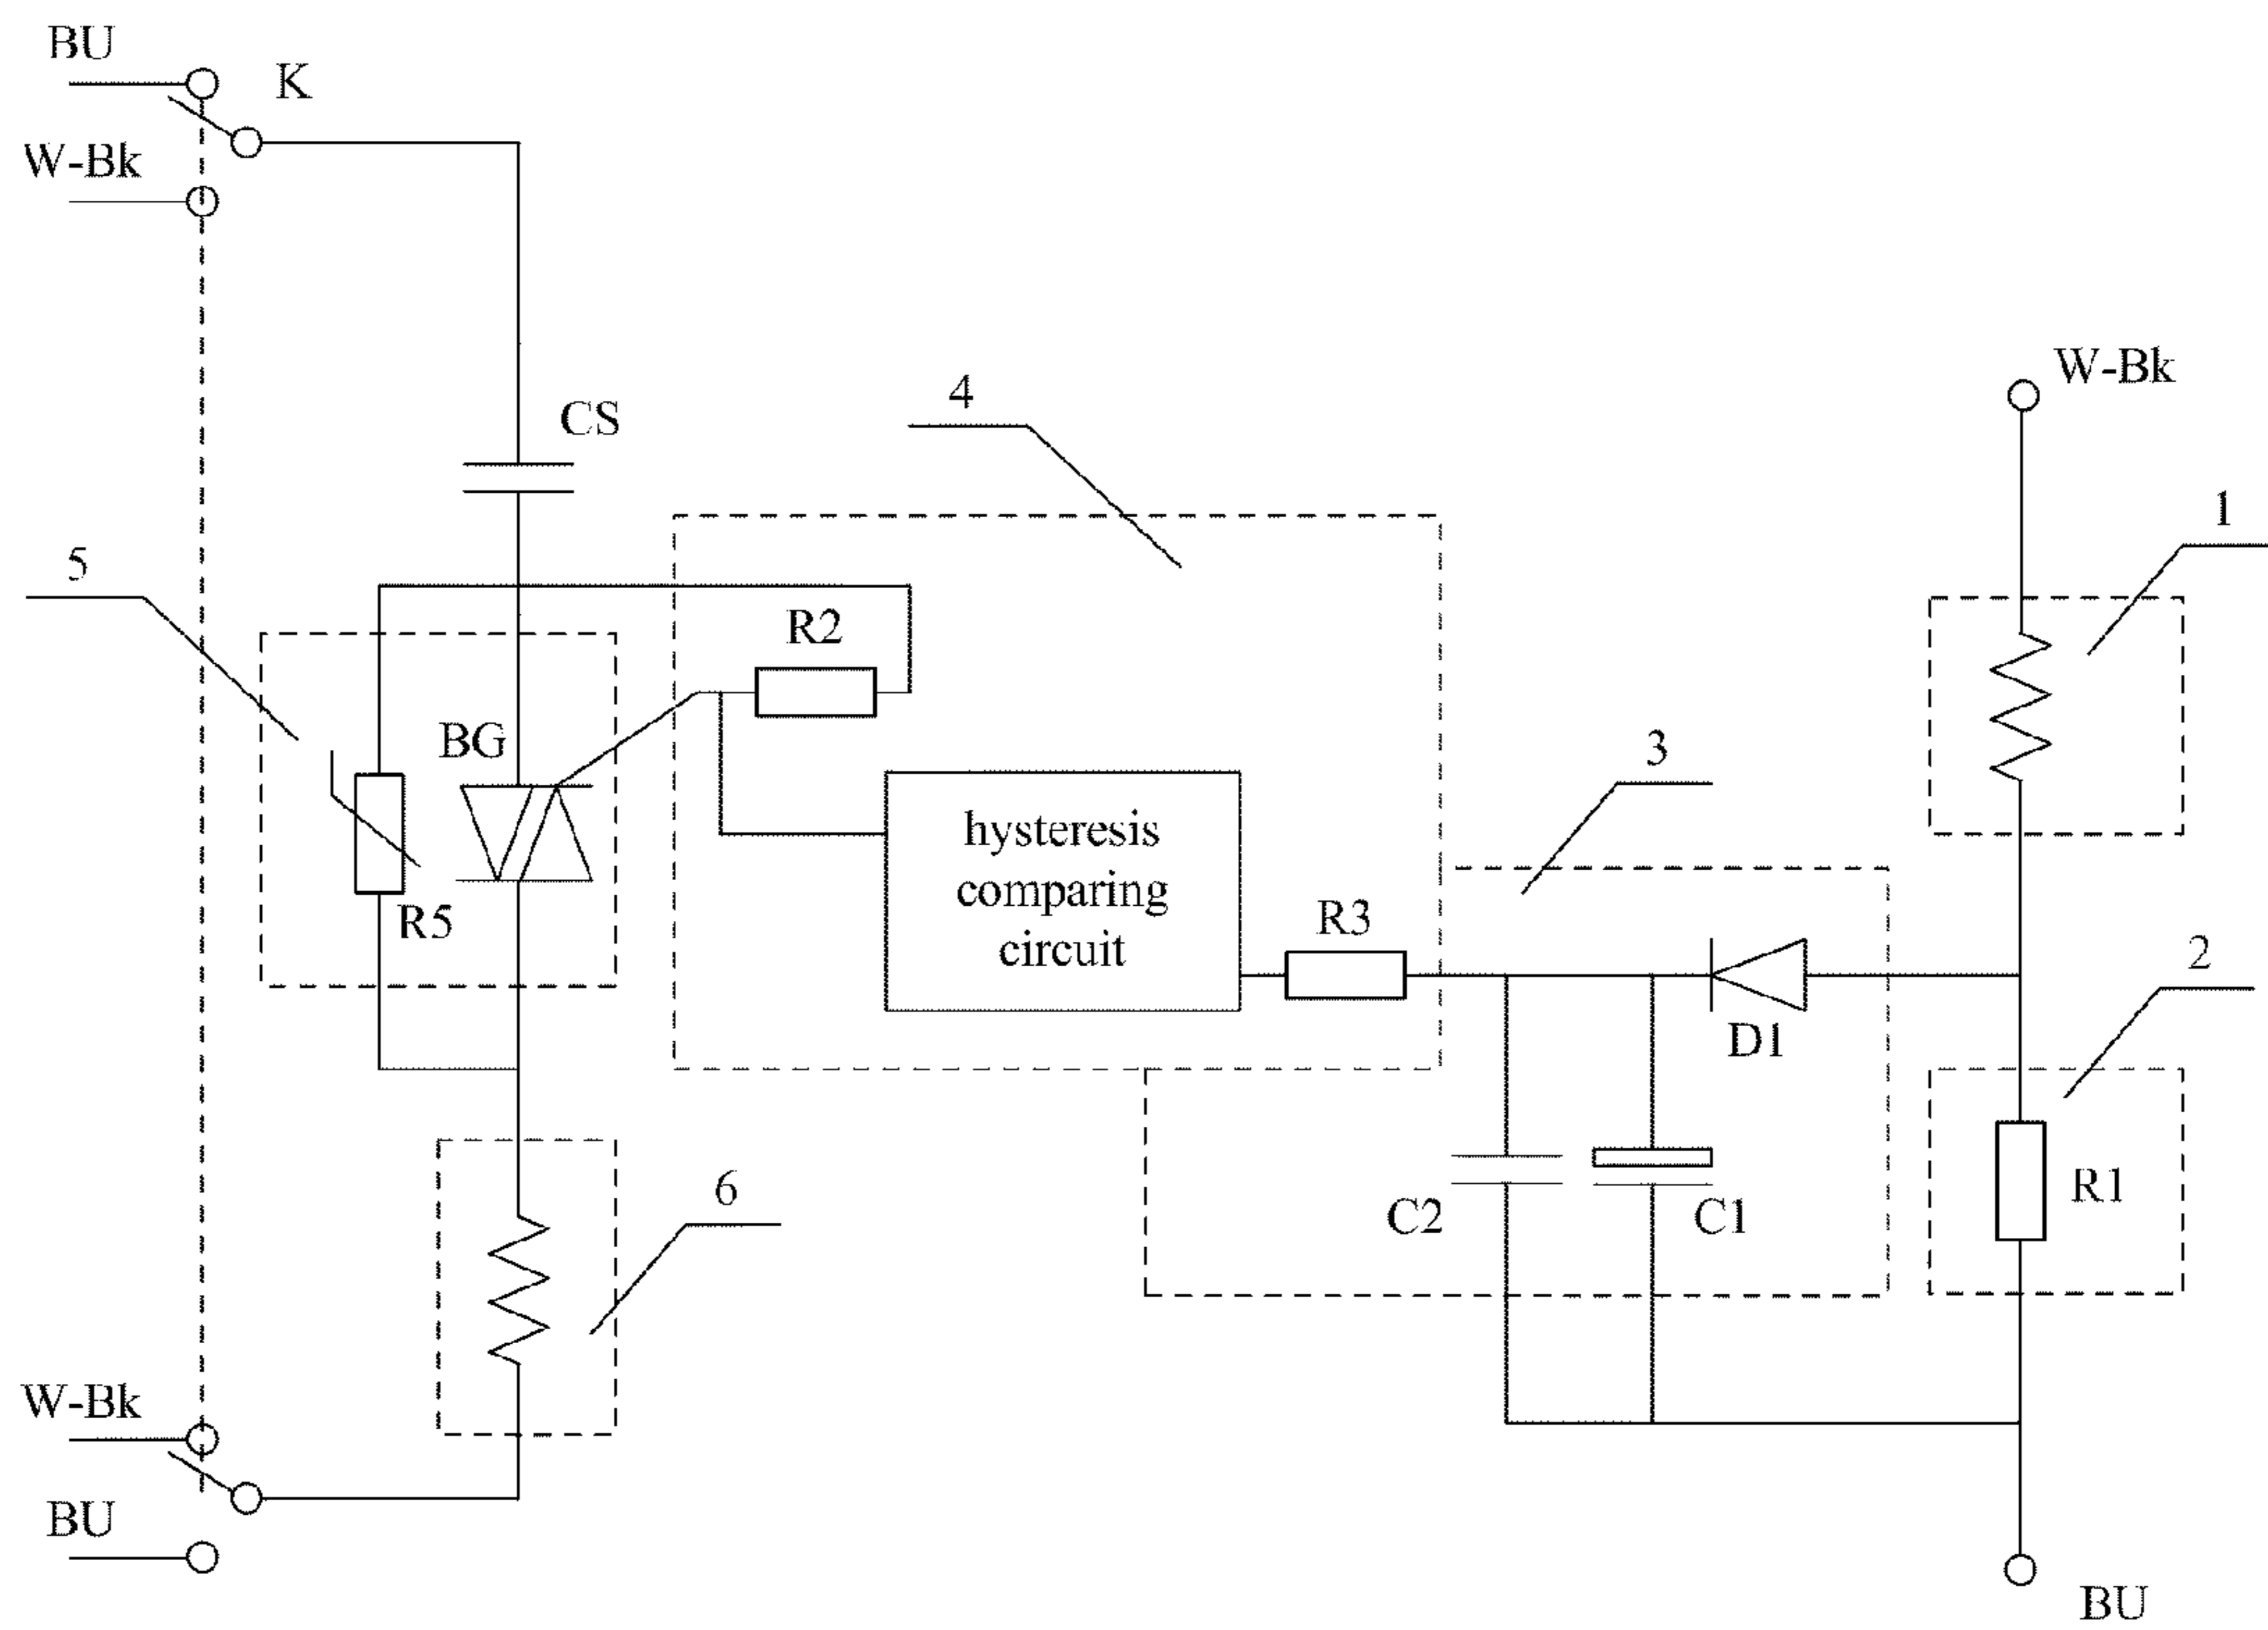 BU
K
W-Bk
W-Bk
CS
4
1
5
R2
BG
3
hysteresis
comparing
circuit
R5
R3
2
D1
6
R1
C2
C1
W-Bk
BU
BU